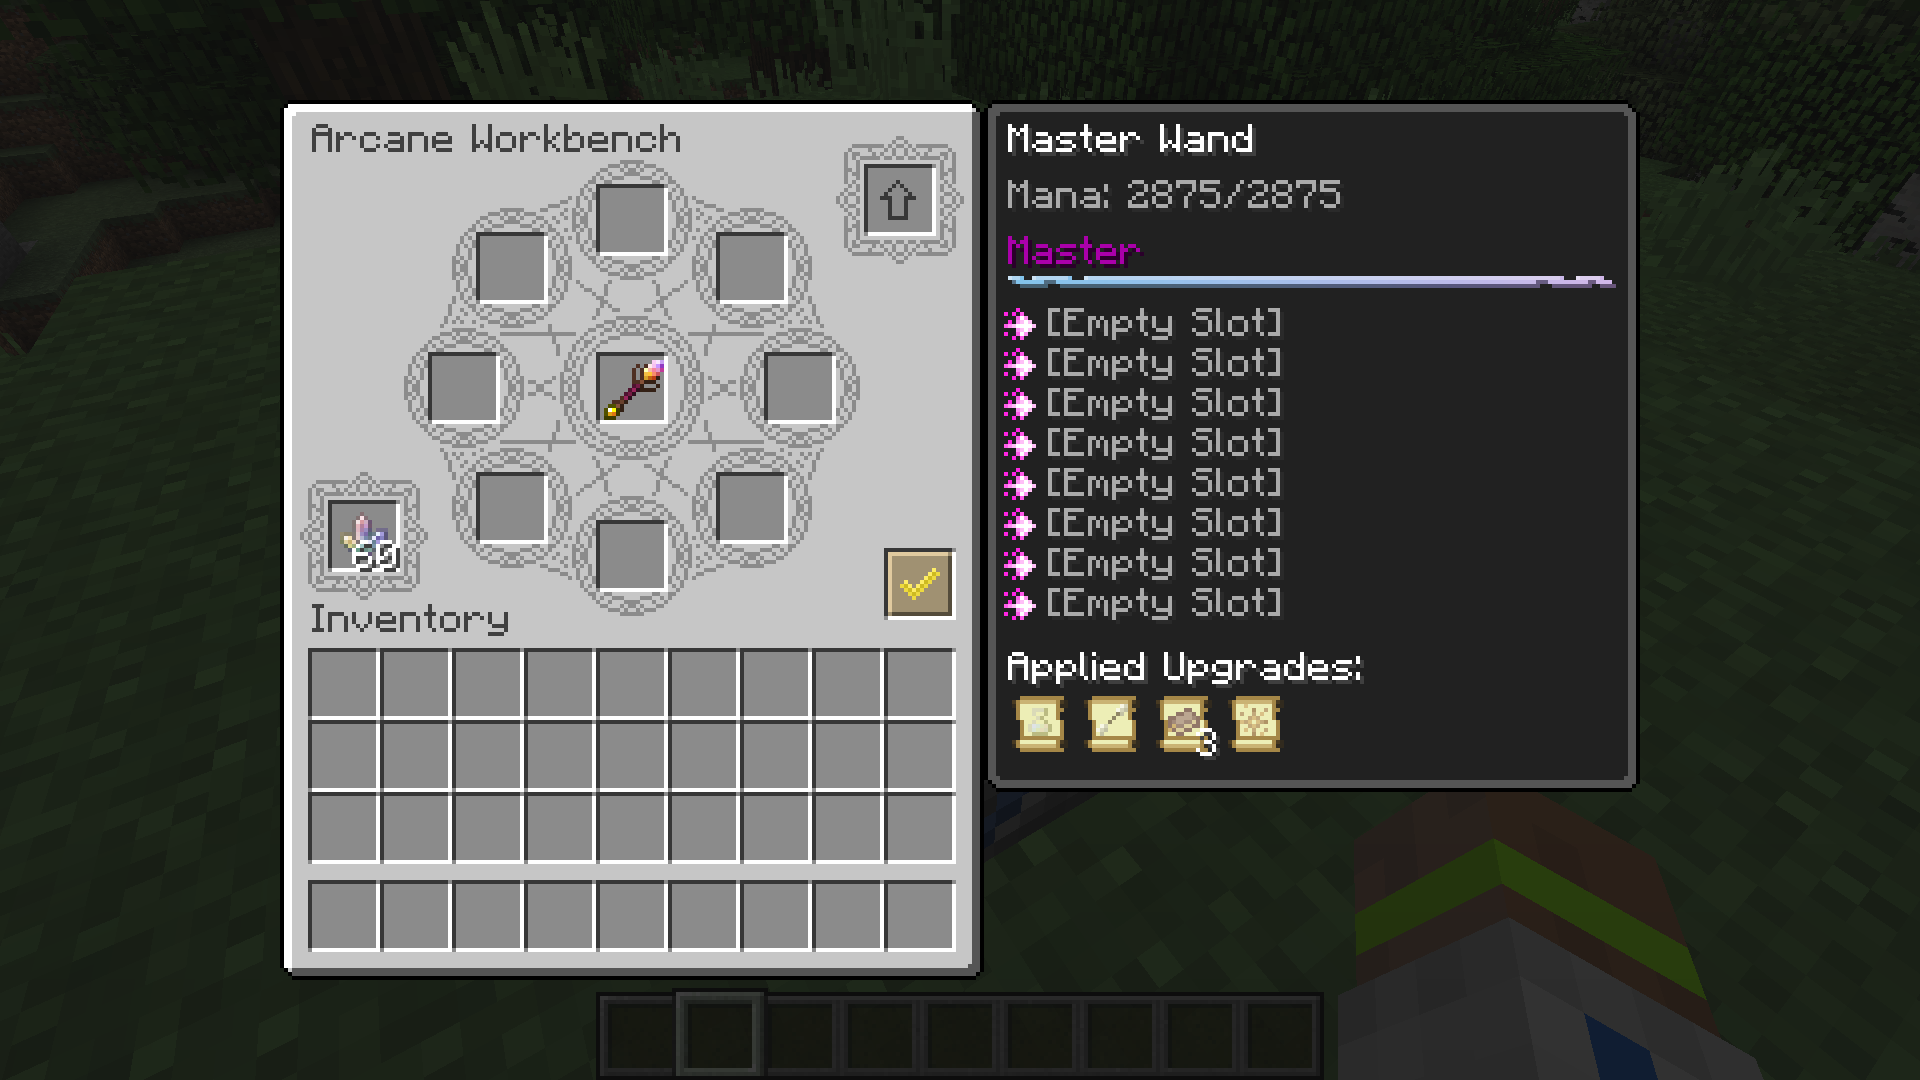 Arcane Workbench
60
Inventory
Master Wand
Mana: 2875/2875
Master
[Empty Slot]
[Empty Slot]
[Empty Slot]
[Empty Slot]
[Empty Slot]
[Empty Slot]
[Empty Slot]
[Empty Slot]
Applied Upgrades:
3